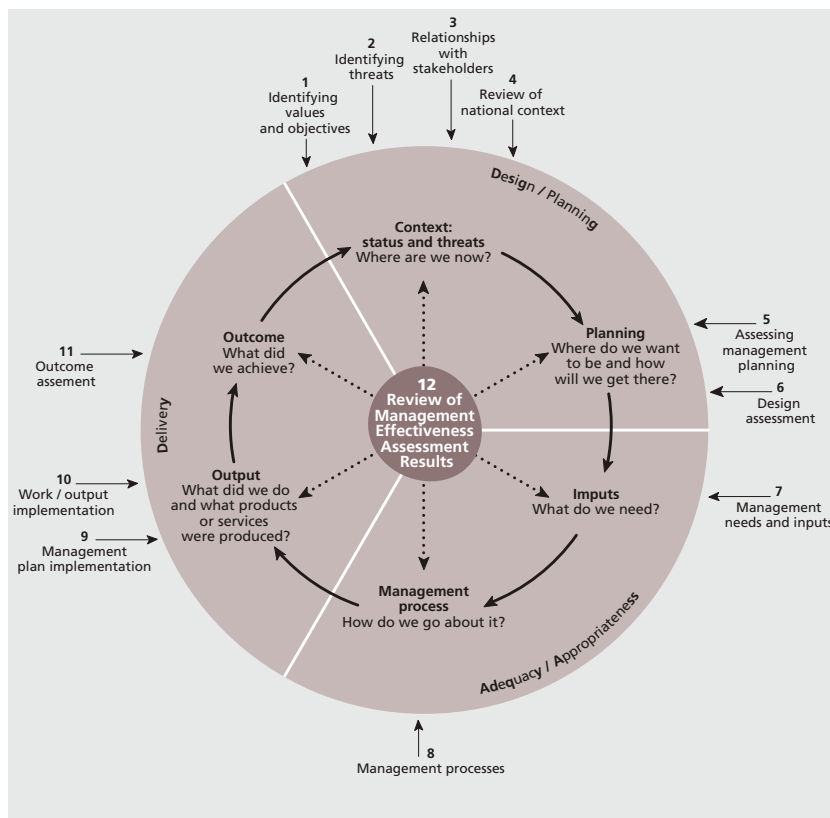 1
Identifying
values
and objectives
2
Identifying
threats
3
Relationships
with
stakeholders
4
Review of
national context
Design / Planning
Context:
status and threats
Where are we now?
Planning
Where do we want
to be and how
will we get there?
5
Assessing
management
planning
6
Design
assessment
Imputs
What do we need?
7
Management
needs and inputs
Adequacy / Appropriateness
Management
process
How do we go about it?
8
Management processes
Output
What did we do
and what products
or services
were produced?
9
Management
plan implementation
10
Work / output
implementation
Delivery
Outcome
What did
we achieve?
11
Outcome
assement
12
Review of
Management
Effectiveness
Assessment
Results